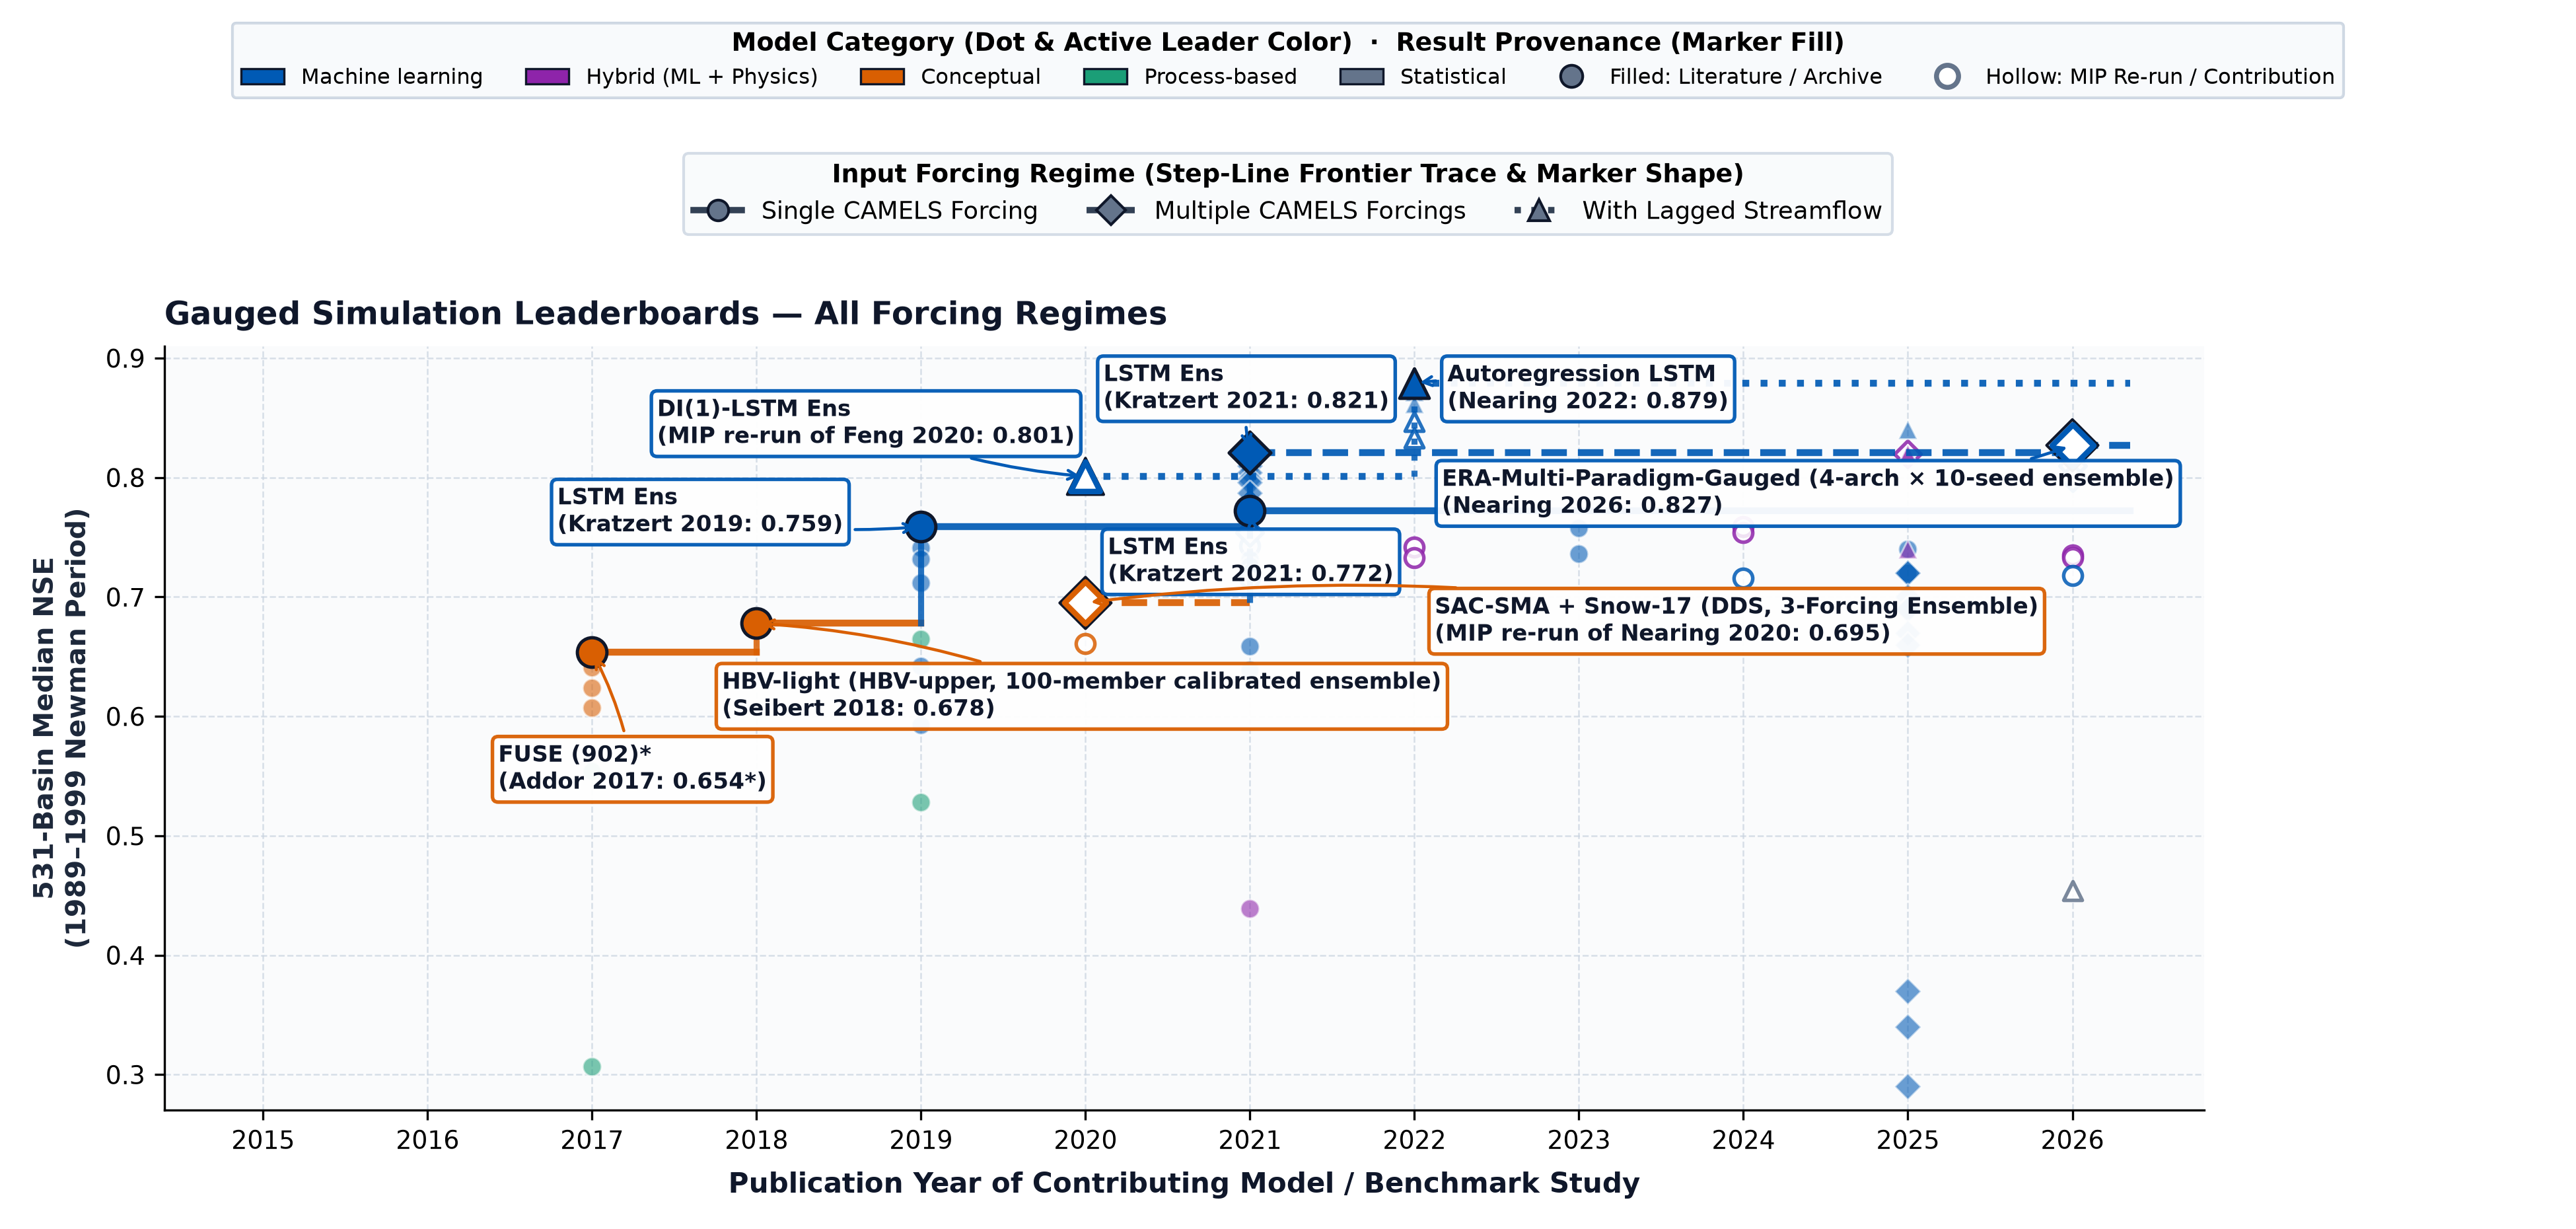 Model Category (Dot & Active Leader Color)  ·  Result Provenance (Marker Fill)
Machine learning
Hybrid (ML + Physics)
Conceptual
Process-based
Statistical
Filled: Literature / Archive
Hollow: MIP Re-run / Contribution
Input Forcing Regime (Step-Line Frontier Trace & Marker Shape)
Single CAMELS Forcing
Multiple CAMELS Forcings
With Lagged Streamflow
Gauged Simulation Leaderboards — All Forcing Regimes
531-Basin Median NSE
(1989–1999 Newman Period)
0.9
0.8
0.7
0.6
0.5
0.4
0.3
LSTM Ens
(Kratzert 2021: 0.821)
Autoregression LSTM
(Nearing 2022: 0.879)
DI(1)-LSTM Ens
(MIP re-run of Feng 2020: 0.801)
ERA-Multi-Paradigm-Gauged (4-arch × 10-seed ensemble)
(Nearing 2026: 0.827)
LSTM Ens
(Kratzert 2019: 0.759)
LSTM Ens
(Kratzert 2021: 0.772)
SAC-SMA + Snow-17 (DDS, 3-Forcing Ensemble)
(MIP re-run of Nearing 2020: 0.695)
HBV-light (HBV-upper, 100-member calibrated ensemble)
(Seibert 2018: 0.678)
FUSE (902)*
(Addor 2017: 0.654*)
2015
2016
2017
2018
2019
2020
2021
2022
2023
2024
2025
2026
Publication Year of Contributing Model / Benchmark Study